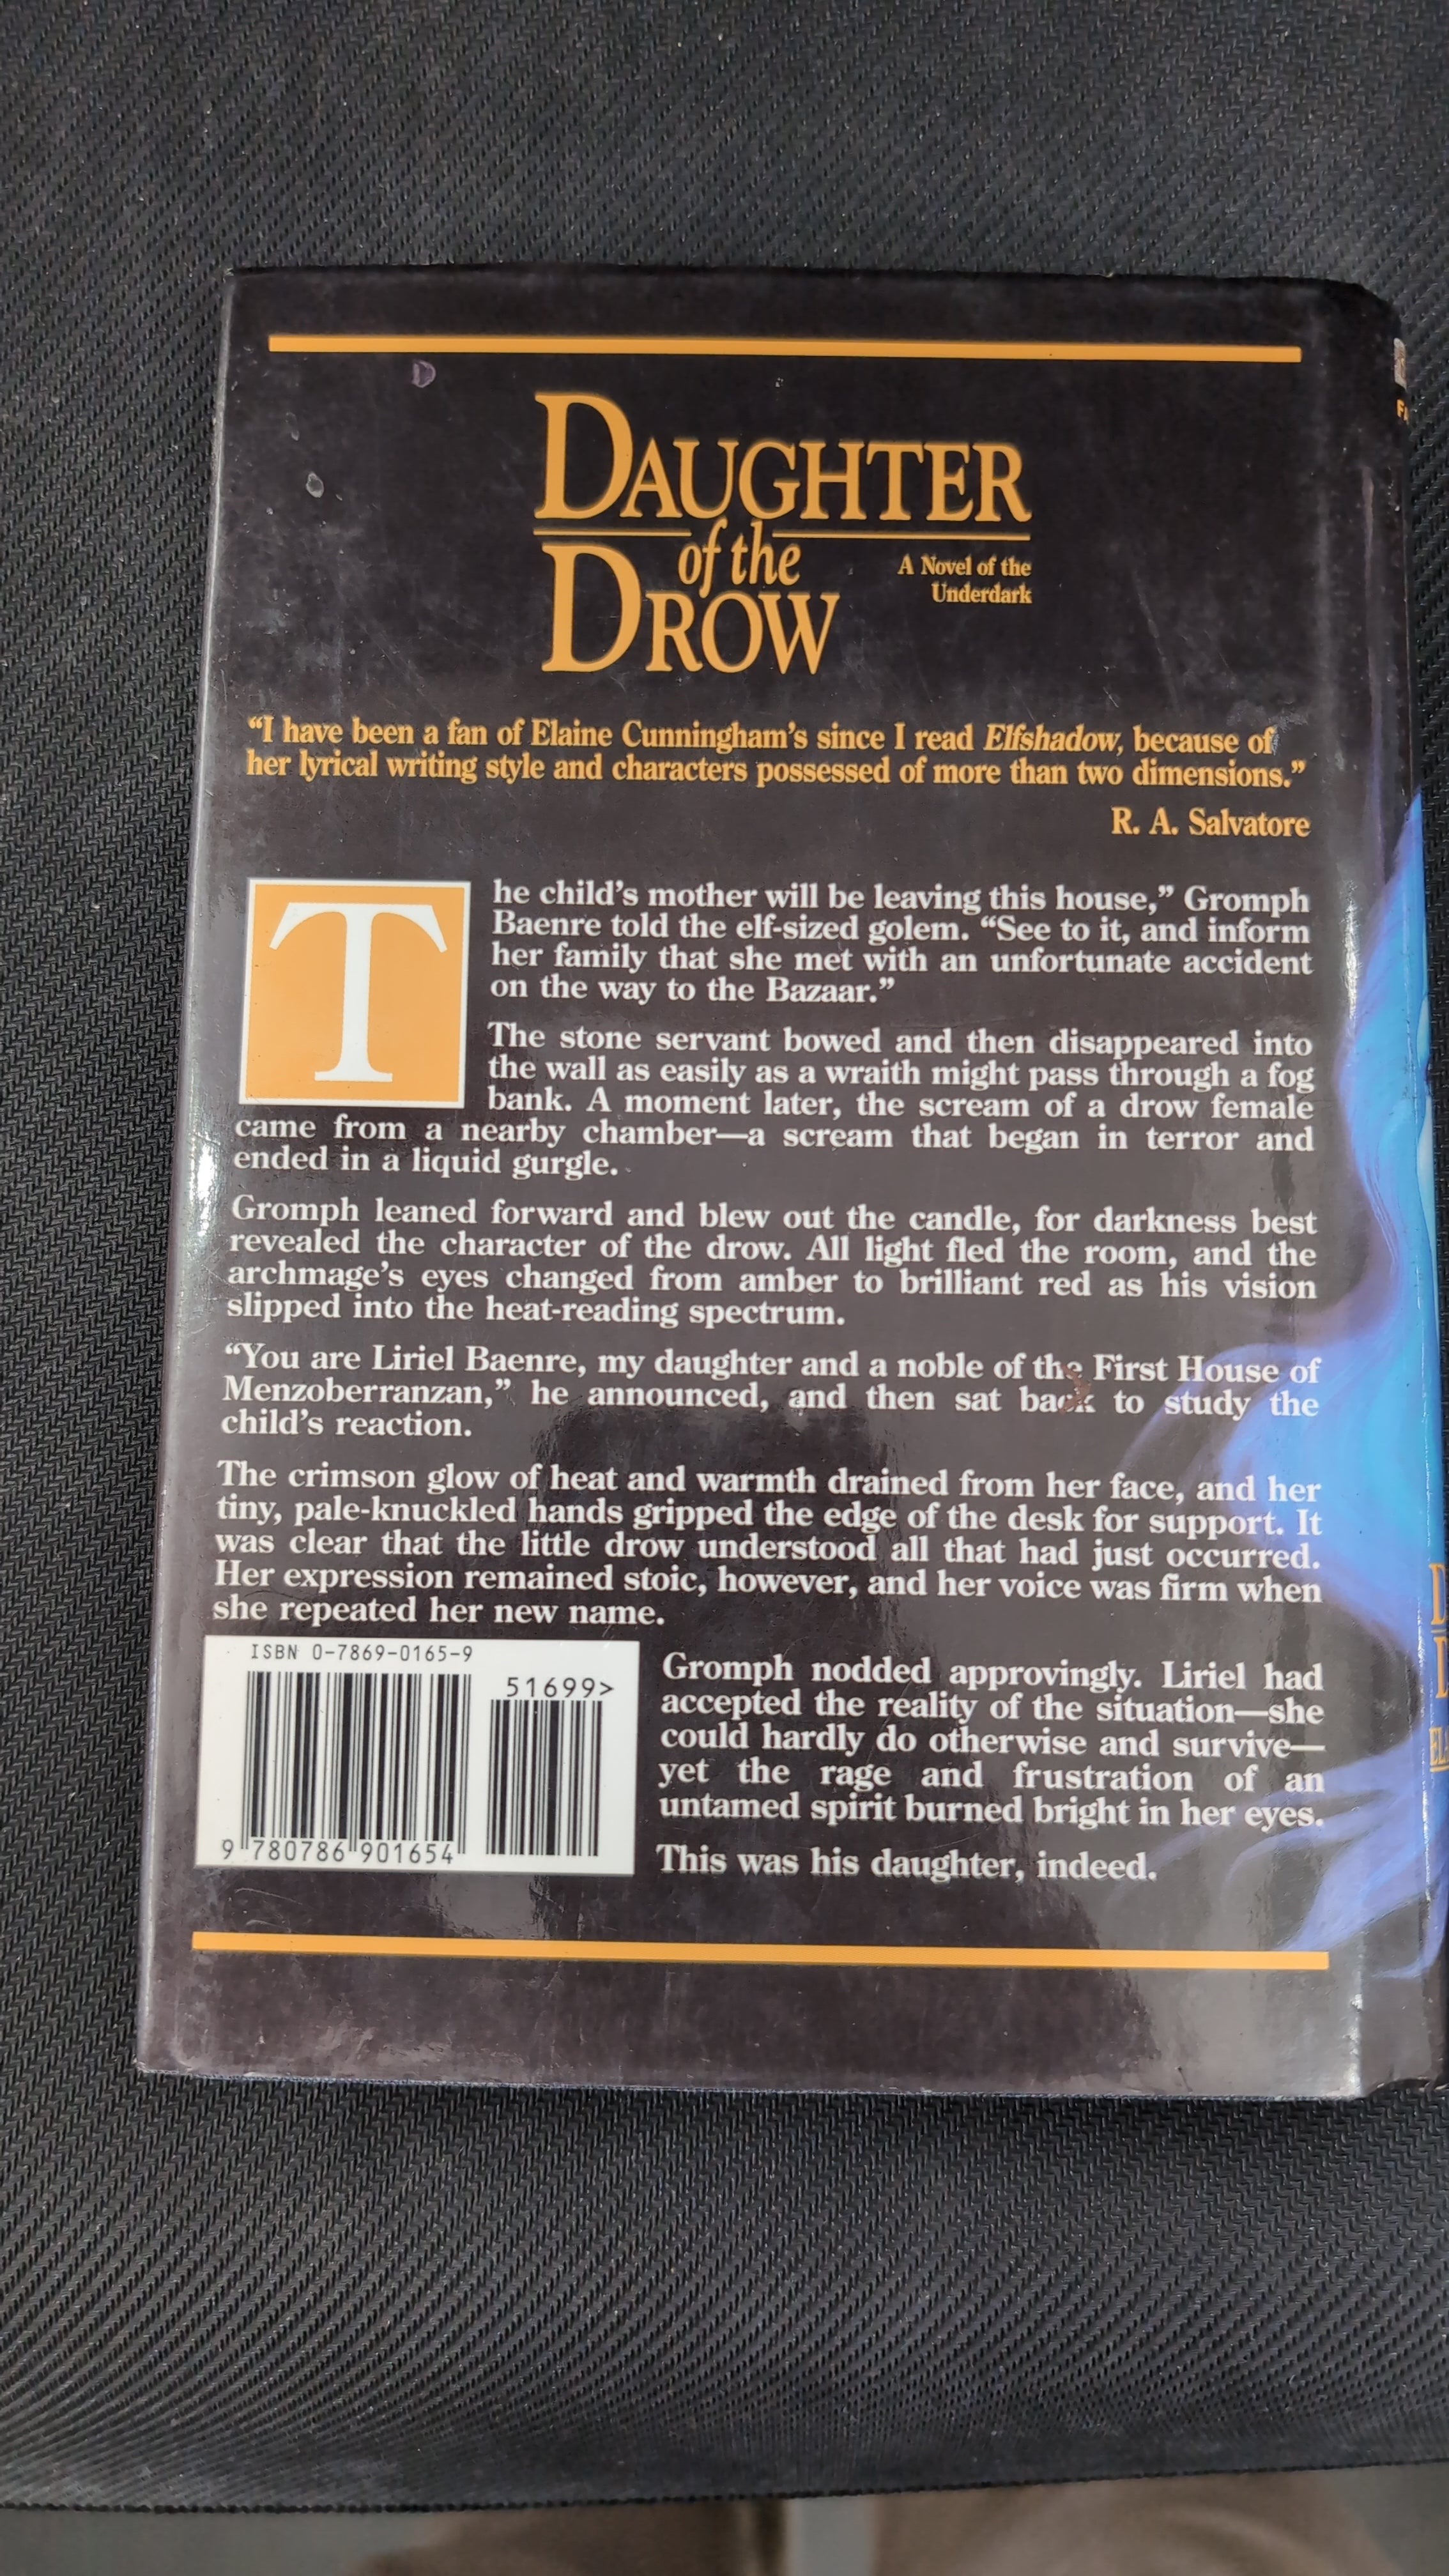 DAUGHTER
of the
DROW
A Novel of the
Underdark
“I have been a fan of Elaine Cunningham’s since I read Elfshadow, because of
her lyrical writing style and characters possessed of more than two dimensions.”
R. A. Salvatore
The child’s mother will be leaving this house,” Gromph
Baenre told the elf-sized golem. “See to it, and inform
her family that she met with an unfortunate accident
on the way to the Bazaar.”
The stone servant bowed and then disappeared into
the wall as easily as a wraith might pass through a fog
bank. A moment later, the scream of a drow female
came from a nearby chamber—a scream that began in terror and
ended in a liquid gurgle.
Gromph leaned forward and blew out the candle, for darkness best
revealed the character of the drow. All light fled the room, and the
archmage’s eyes changed from amber to brilliant red as his vision
slipped into the heat-reading spectrum.
“You are Liriel Baenre, my daughter and a noble of the First House of
Menzoberranzan,” he announced, and then sat back to study the
child’s reaction.
The crimson glow of heat and warmth drained from her face, and her
tiny, pale-knuckled hands gripped the edge of the desk for support. It
was clear that the little drow understood all that had just occurred.
Her expression remained stoic, however, and her voice was firm when
she repeated her new name.
Gromph nodded approvingly. Liriel had
accepted the reality of the situation—she
could hardly do otherwise and survive—
yet the rage and frustration of an
untamed spirit burned bright in her eyes.
This was his daughter, indeed.
ISBN 0-7869-0165-9
51699>
9 780786 901654